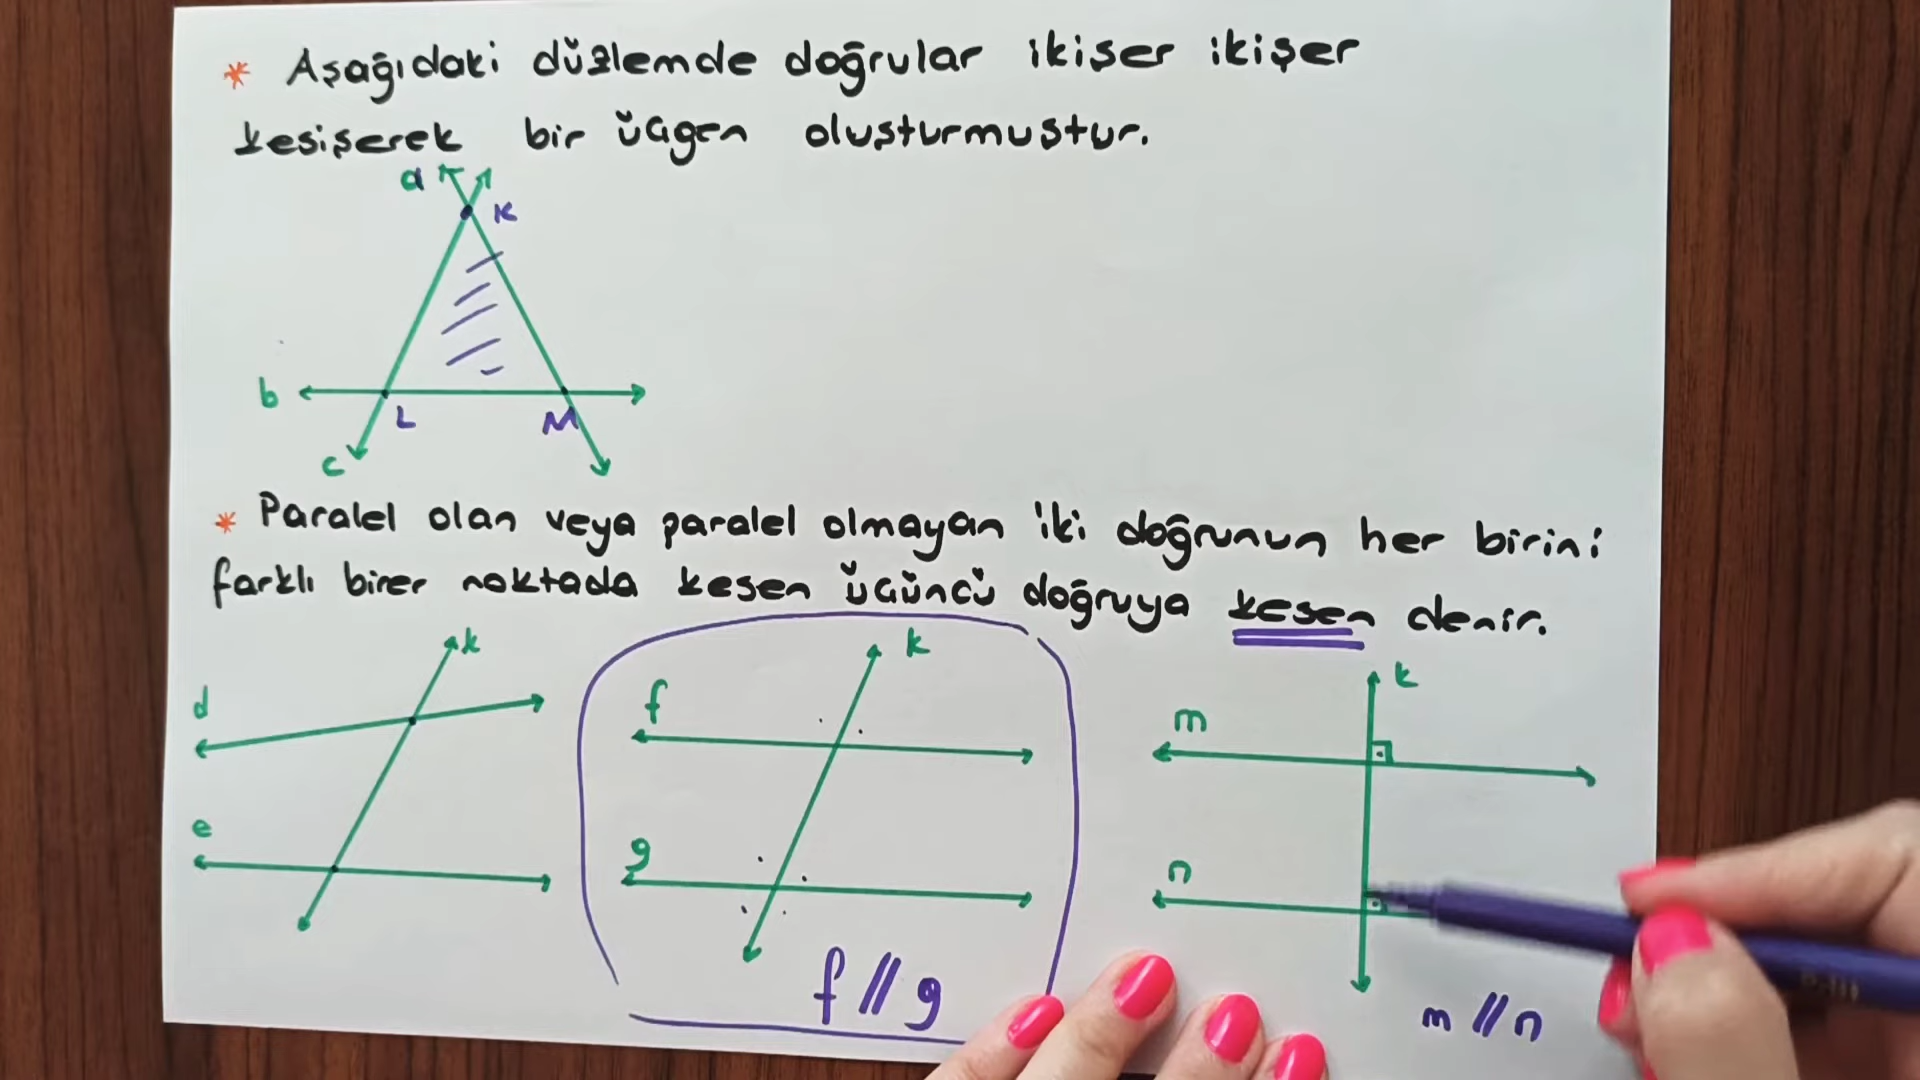 * Aşağıdaki düzlemde doğrular ikişer ikişer
kesişerek bir üçgen oluşturmuştur.
a
K
b
L
M
c
* Paralel olan veya paralel olmayan iki doğrunun her birini
farklı birer noktada kesen üçüncü doğruya kesen denir.
k
d
e
k
f
g
f // g
k
m
n
m // n